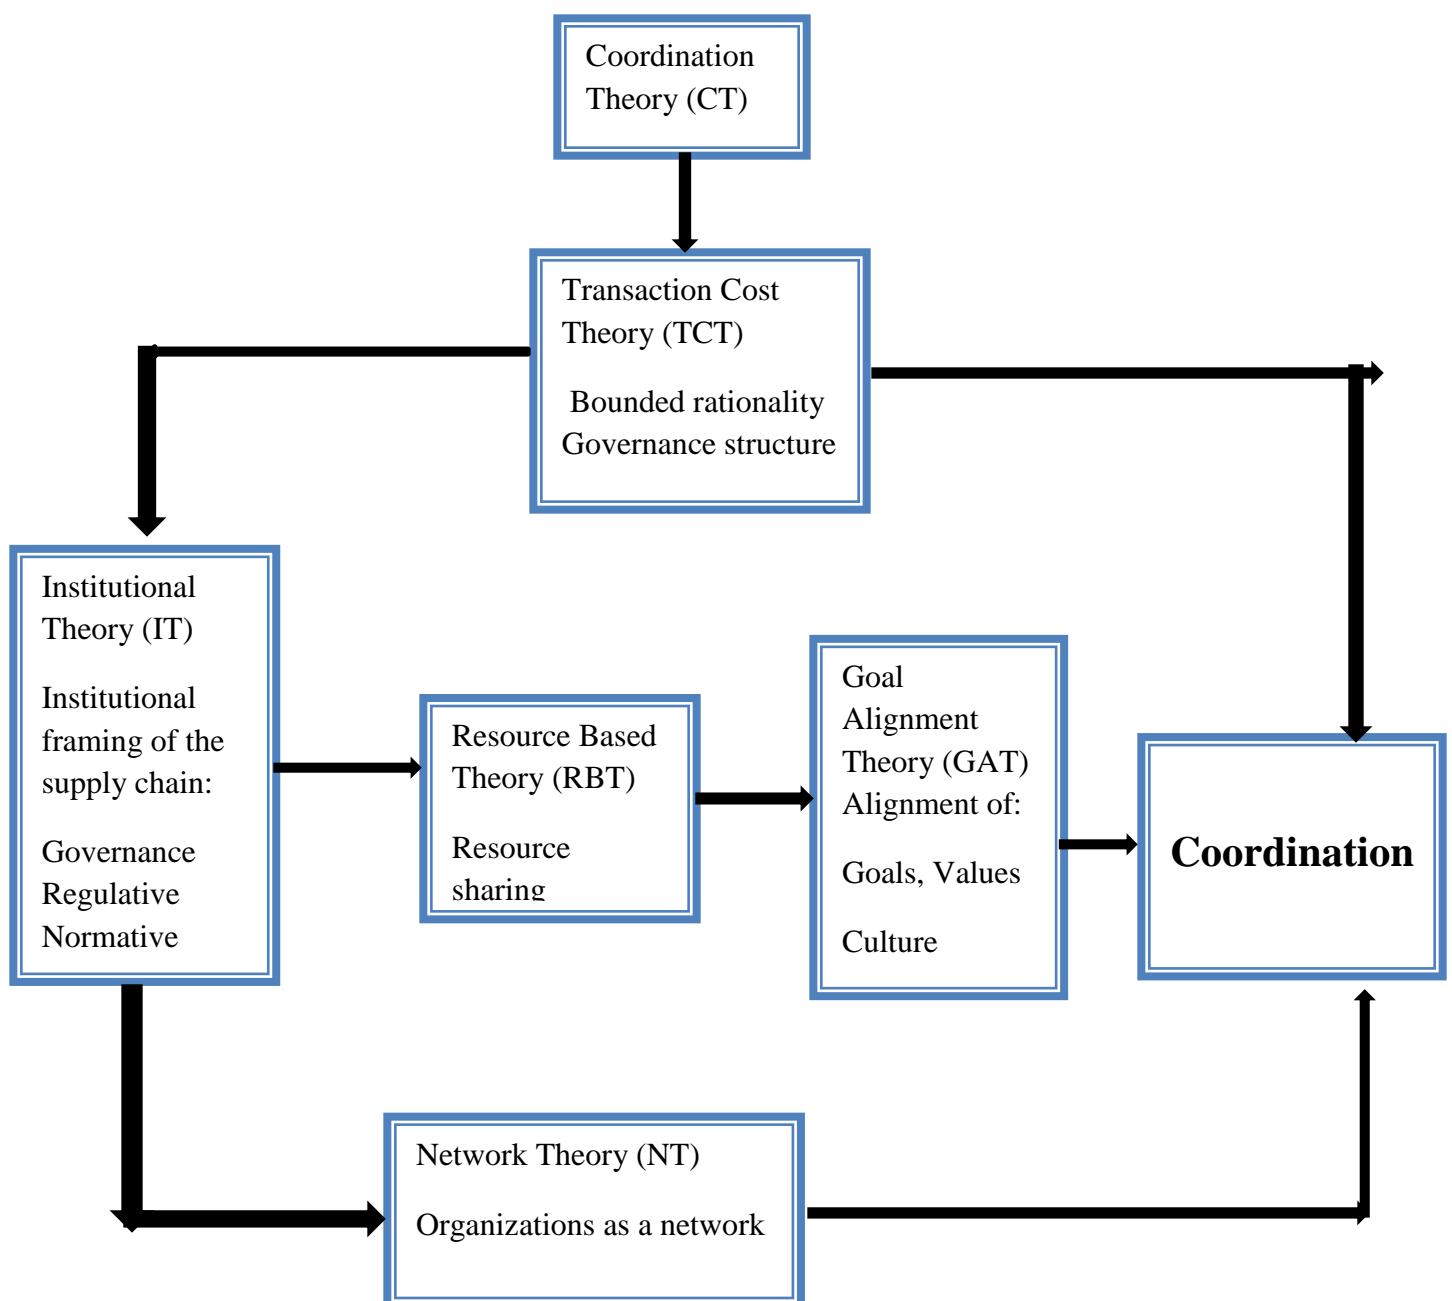 Coordination
Theory (CT)
Transaction Cost
Theory (TCT)
Bounded rationality
Governance structure
Institutional
Theory (IT)
Institutional
framing of the
supply chain:
Governance
Regulative
Normative
Resource Based
Theory (RBT)
Resource
sharing
Goal
Alignment
Theory (GAT)
Alignment of:
Goals, Values
Culture
Coordination
Network Theory (NT)
Organizations as a network